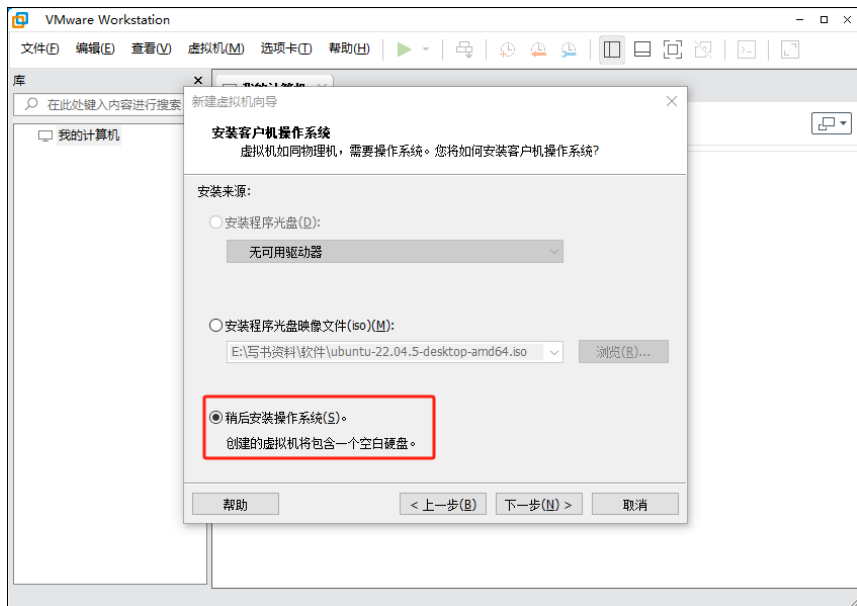 VMware Workstation
文件(F) 编辑(E) 查看(V) 虚拟机(M) 选项卡(T) 帮助(H)
库
在此处键入内容进行搜索
我的计算机
我的计算机
新建虚拟机向导
安装客户机操作系统
虚拟机如同物理机，需要操作系统。您将如何安装客户机操作系统?
安装来源:
安装程序光盘(D):
无可用驱动器
安装程序光盘映像文件(iso)(M):
E:\写书资料\软件\ubuntu-22.04.5-desktop-amd64.iso
浏览(R)...
稍后安装操作系统(S)。
创建的虚拟机将包含一个空白硬盘。
帮助
< 上一步(B)
下一步(N) >
取消